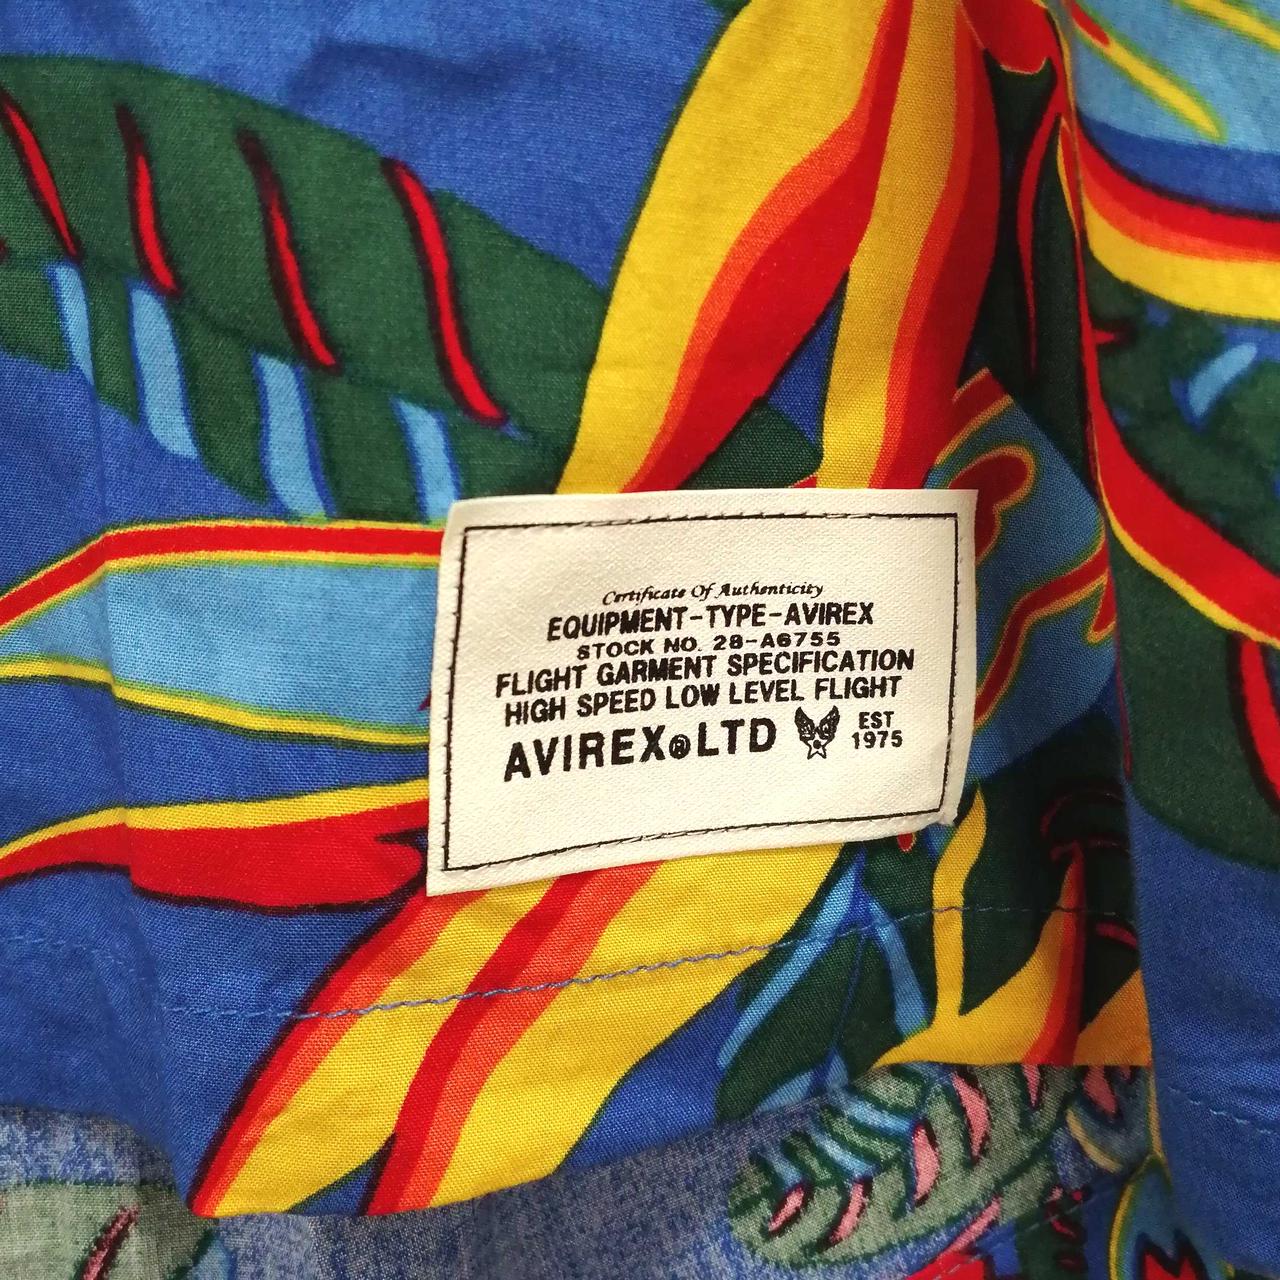 Certificate Of Authenticity
EQUIPMENT-TYPE-AVIREX
STOCK NO. 28-A6755
FLIGHT GARMENT SPECIFICATION
HIGH SPEED LOW LEVEL FLIGHT
AVIREX® LTD EST 1975